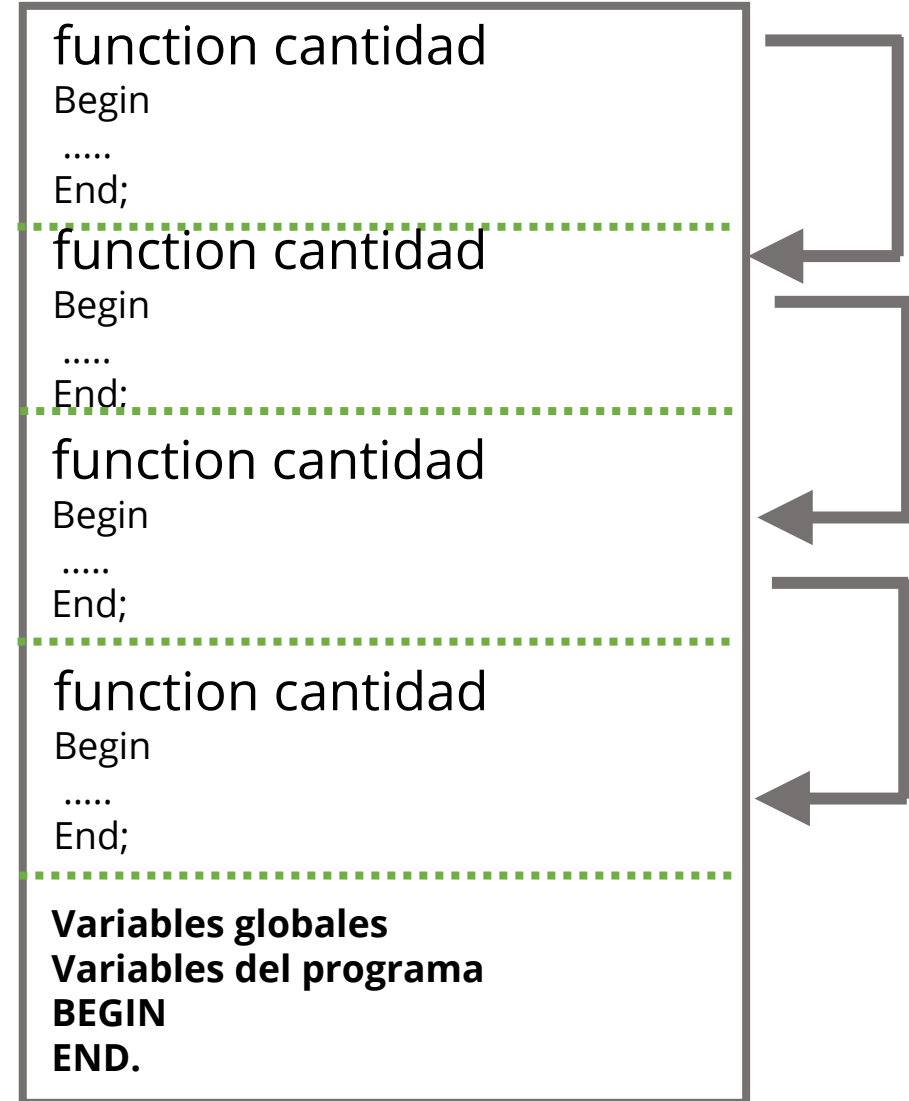 function cantidad
Begin
.....
End;
function cantidad
Begin
.....
End;
function cantidad
Begin
.....
End;
function cantidad
Begin
.....
End;
Variables globales
Variables del programa
BEGIN
END.